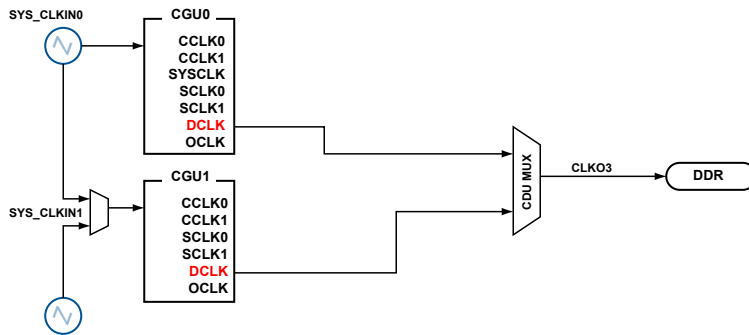 SYS_CLKIN0
CGU0
CCLK0
CCLK1
SYSCLK
SCLK0
SCLK1
DCLK
OCLK
SYS_CLKIN1
CGU1
CCLK0
CCLK1
SCLK0
SCLK1
DCLK
OCLK
CDU MUX
CLKO3
DDR